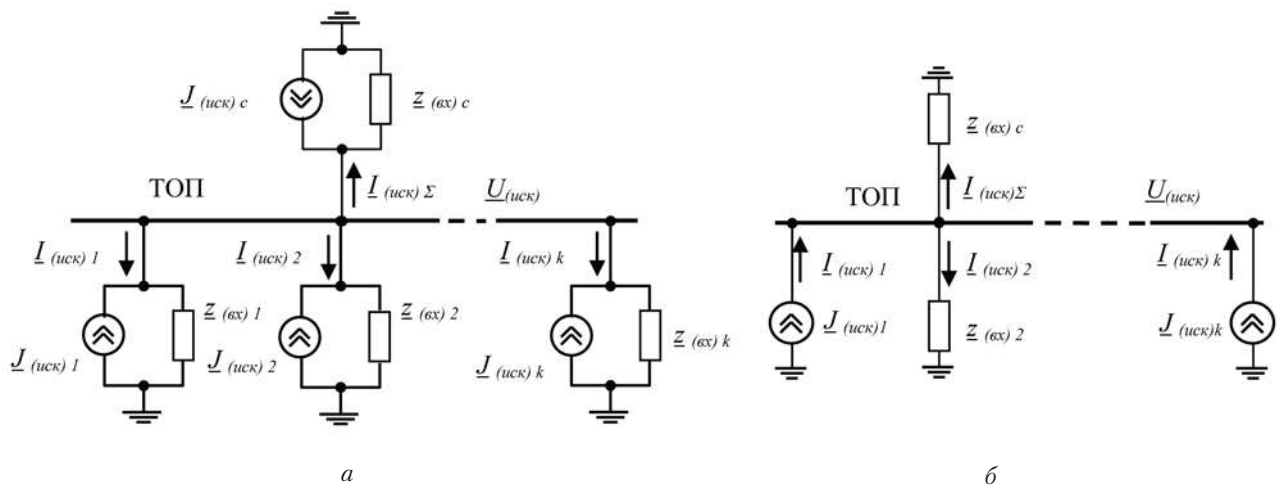 J (иск) c
z (вх) c
ТОП
I (иск) Σ
U(иск)
I (иск) 1
I (иск) 2
I (иск) k
z (вх) 1
z (вх) 2
z (вх) k
J (иск) 1
J (иск) 2
J (иск) k
а
z (вх) c
ТОП
I (иск)Σ
U(иск)
I (иск) 1
I (иск) 2
I (иск) k
J (иск)1
z (вх) 2
J (иск)k
б